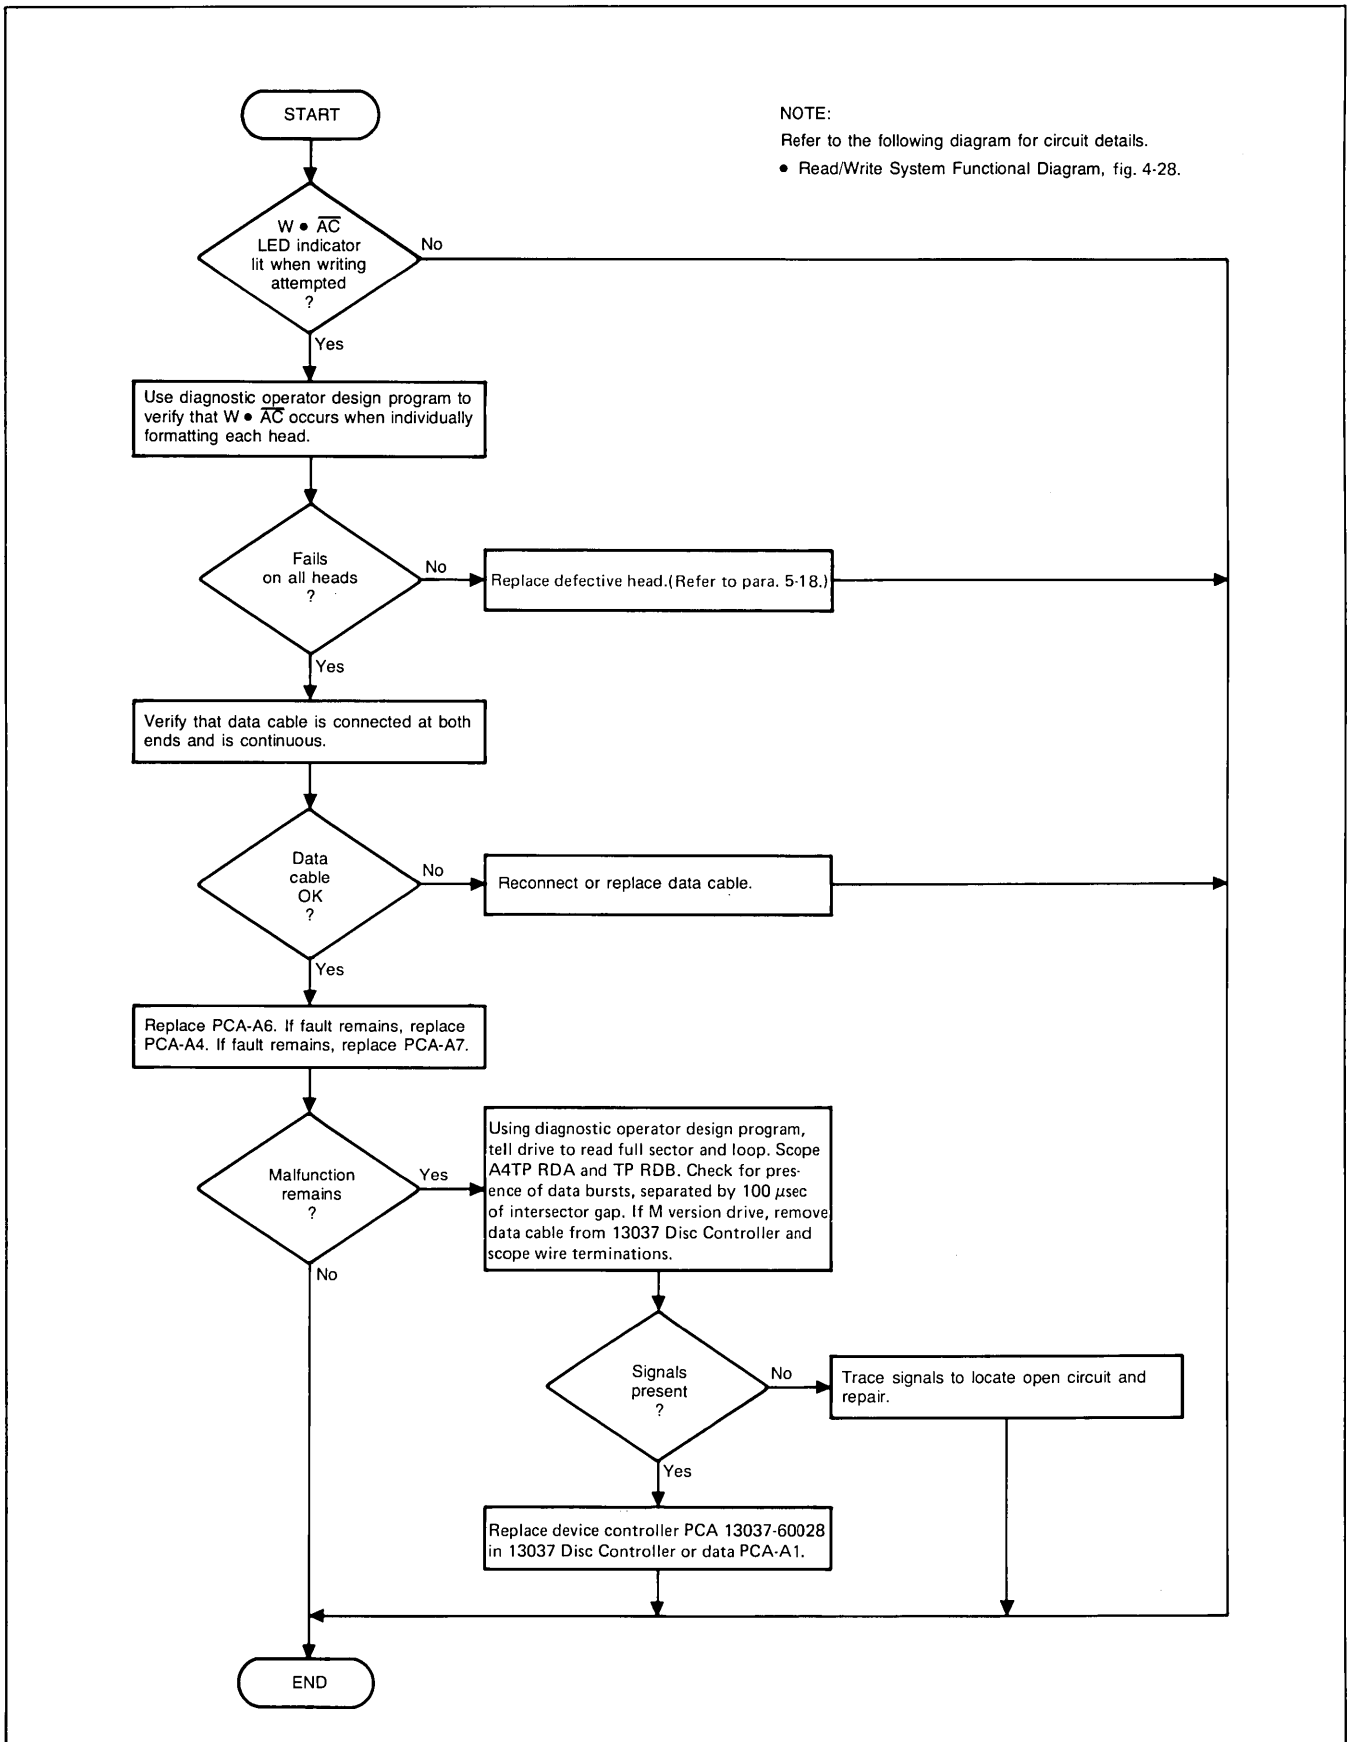 START
NOTE:
Refer to the following diagram for circuit details.
● Read/Write System Functional Diagram, fig. 4-28.
W ● A̅C̅
LED indicator
lit when writing
attempted
?
No
Yes
Use diagnostic operator design program to
verify that W ● A̅C̅ occurs when individually
formatting each head.
Fails
on all heads
?
No
Replace defective head.(Refer to para. 5-18.)
Yes
Verify that data cable is connected at both
ends and is continuous.
Data
cable
OK
?
No
Reconnect or replace data cable.
Yes
Replace PCA-A6. If fault remains, replace
PCA-A4. If fault remains, replace PCA-A7.
Malfunction
remains
?
Yes
Using diagnostic operator design program,
tell drive to read full sector and loop. Scope
A4TP RDA and TP RDB. Check for pres-
ence of data bursts, separated by 100 μsec
of intersector gap. If M version drive, remove
data cable from 13037 Disc Controller and
scope wire terminations.
No
Signals
present
?
No
Trace signals to locate open circuit and
repair.
Yes
Replace device controller PCA 13037-60028
in 13037 Disc Controller or data PCA-A1.
END